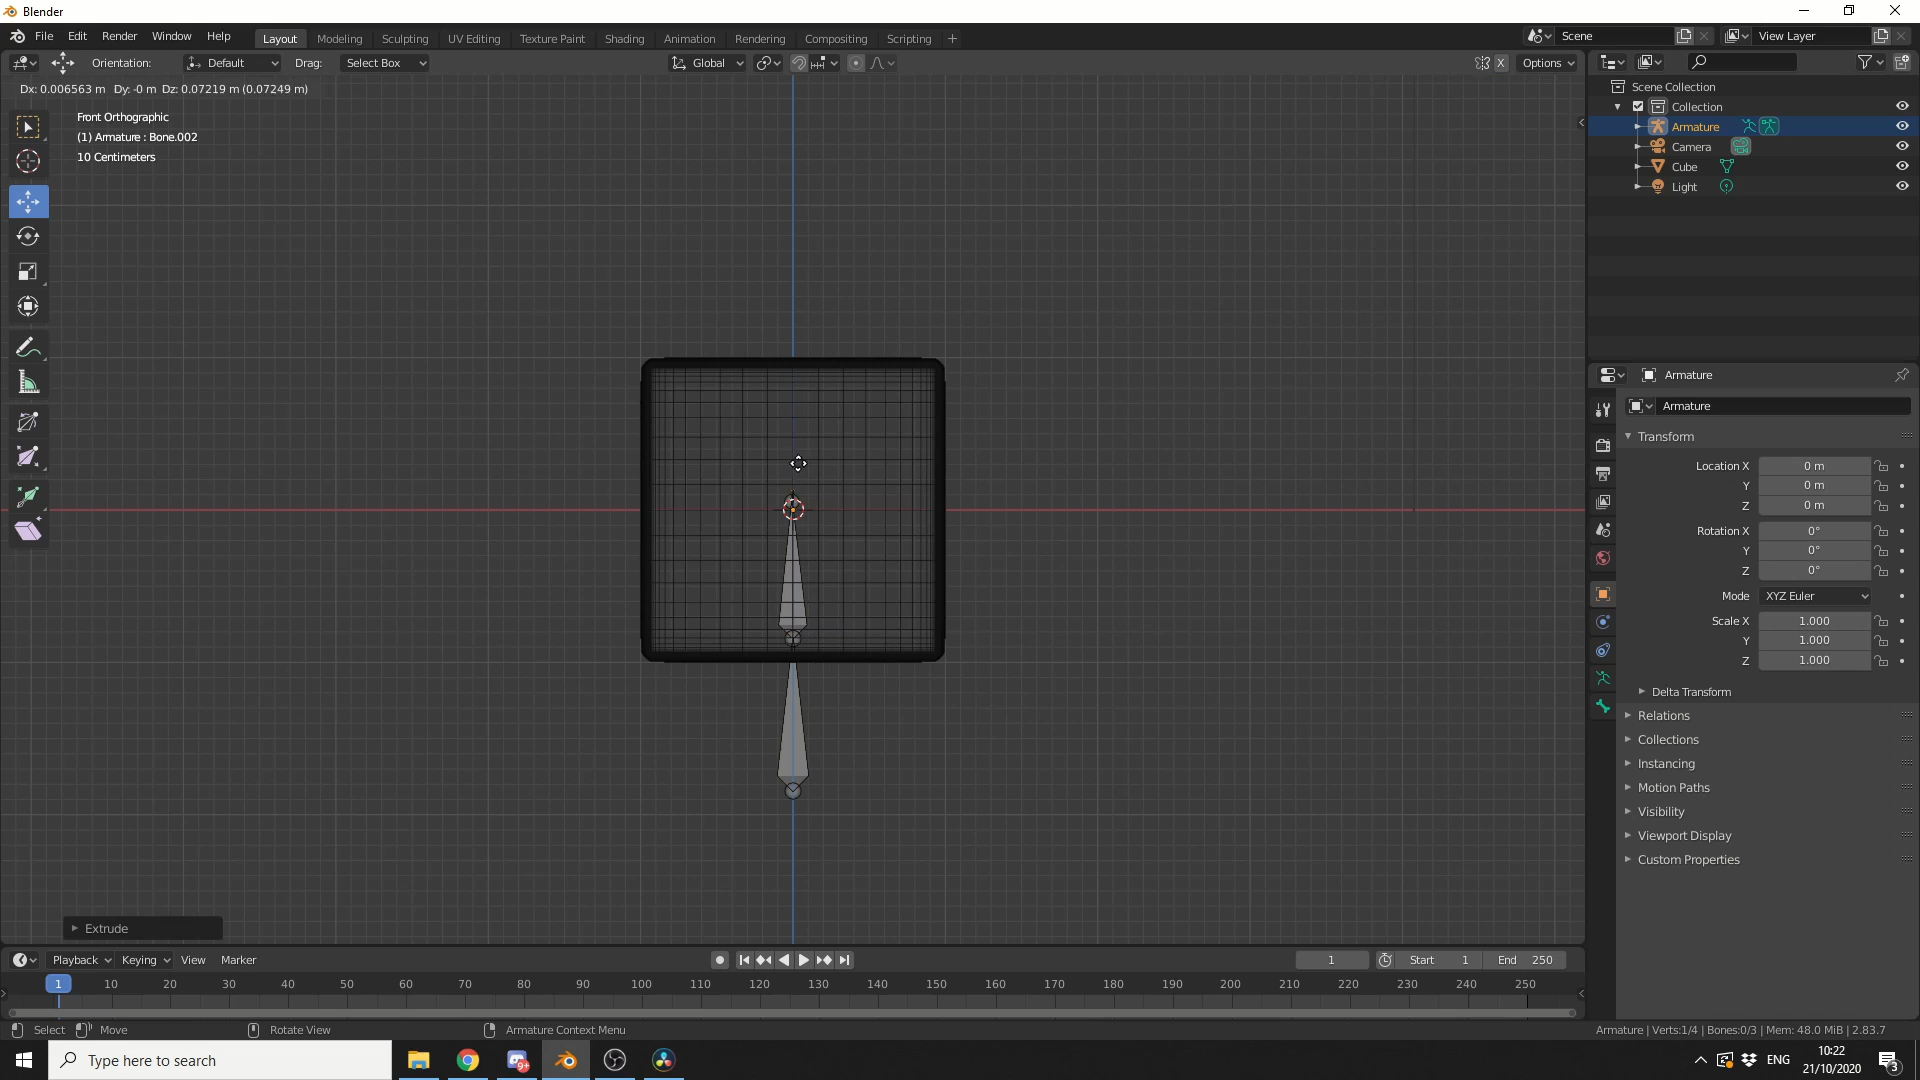 Blender
File Edit Render Window Help Layout Modeling Sculpting UV Editing Texture Paint Shading Animation Rendering Compositing Scripting + Scene View Layer
Orientation: Default Drag: Select Box Global X Options
Dx: 0.006563 m Dy: -0 m Dz: 0.07219 m (0.07249 m)
Front Orthographic
(1) Armature : Bone.002
10 Centimeters
Scene Collection
Collection
Armature
Camera
Cube
Light
Armature
Armature
Transform
Location X 0 m
Y 0 m
Z 0 m
Rotation X 0°
Y 0°
Z 0°
Mode XYZ Euler
Scale X 1.000
Y 1.000
Z 1.000
Delta Transform
Relations
Collections
Instancing
Motion Paths
Visibility
Viewport Display
Custom Properties
Extrude
Playback Keying View Marker 1 Start 1 End 250
1 10 20 30 40 50 60 70 80 90 100 110 120 130 140 150 160 170 180 190 200 210 220 230 240 250
Select Move Rotate View Armature Context Menu Armature | Verts:1/4 | Bones:0/3 | Mem: 48.0 MiB | 2.83.7
Type here to search 9+ ENG 10:22
21/10/2020 3